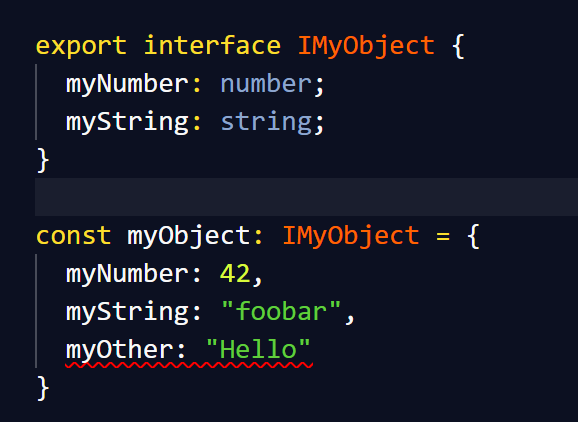 export interface IMyObject {
myNumber: number;
myString: string;
}
const myObject: IMyObject = {
myNumber: 42,
myString: "foobar",
myOther: "Hello"
}